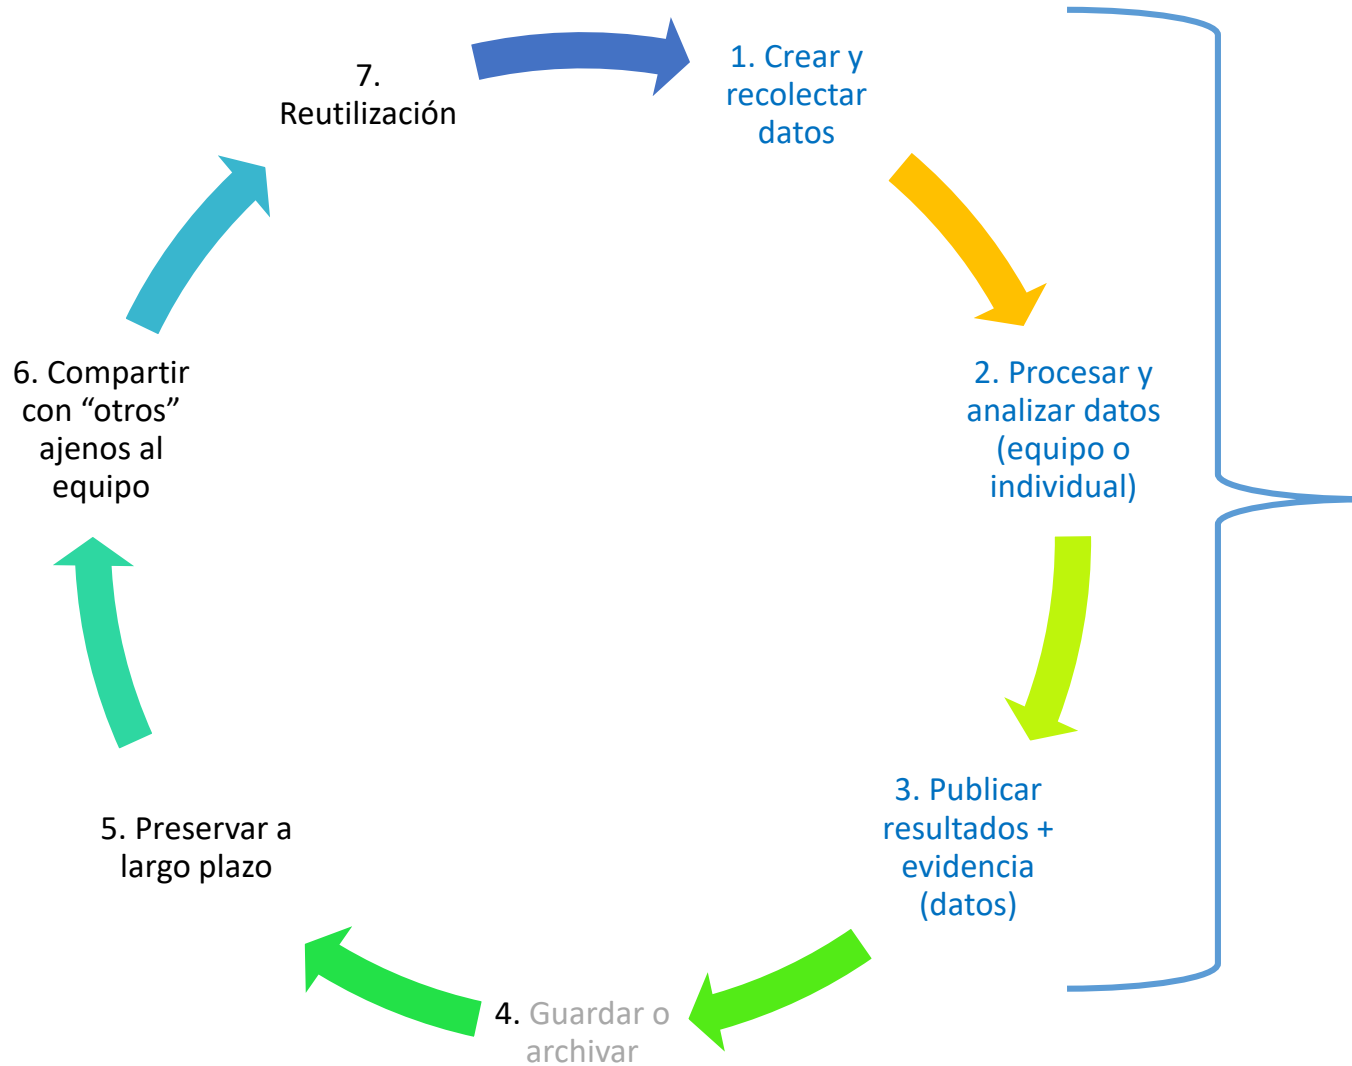 1. Crear y
recolectar
datos
2. Procesar y
analizar datos
(equipo o
individual)
3. Publicar
resultados +
evidencia
(datos)
4. Guardar o
archivar
5. Preservar a
largo plazo
6. Compartir
con “otros”
ajenos al
equipo
7.
Reutilización